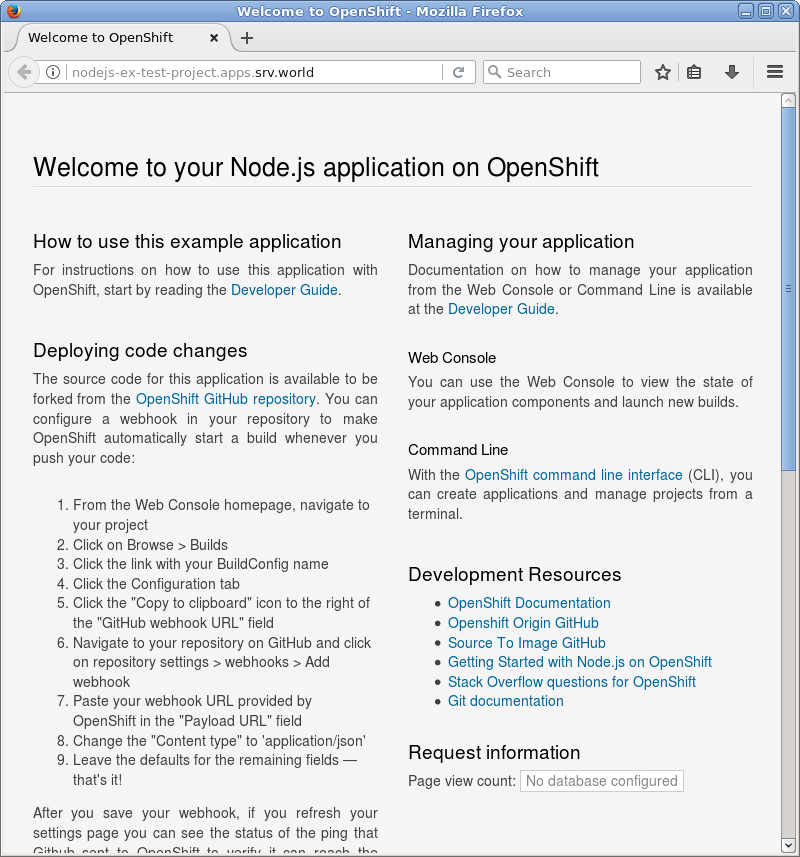 Welcome to OpenShift - Mozilla Firefox
Welcome to OpenShift
nodejs-ex-test-project.apps.srv.world
Search
Welcome to your Node.js application on OpenShift
How to use this example application
For instructions on how to use this application with
OpenShift, start by reading the Developer Guide.
Deploying code changes
The source code for this application is available to be
forked from the OpenShift GitHub repository. You can
configure a webhook in your repository to make
OpenShift automatically start a build whenever you
push your code:
1. From the Web Console homepage, navigate to
your project
2. Click on Browse > Builds
3. Click the link with your BuildConfig name
4. Click the Configuration tab
5. Click the "Copy to clipboard" icon to the right of
the "GitHub webhook URL" field
6. Navigate to your repository on GitHub and click
on repository settings > webhooks > Add
webhook
7. Paste your webhook URL provided by
OpenShift in the "Payload URL" field
8. Change the "Content type" to 'application/json'
9. Leave the defaults for the remaining fields —
that's it!
After you save your webhook, if you refresh your
settings page you can see the status of the ping that
Github sent to OpenShift to verify it can reach the
Managing your application
Documentation on how to manage your application
from the Web Console or Command Line is available
at the Developer Guide.
Web Console
You can use the Web Console to view the state of
your application components and launch new builds.
Command Line
With the OpenShift command line interface (CLI), you
can create applications and manage projects from a
terminal.
Development Resources
• OpenShift Documentation
• Openshift Origin GitHub
• Source To Image GitHub
• Getting Started with Node.js on OpenShift
• Stack Overflow questions for OpenShift
• Git documentation
Request information
Page view count: No database configured